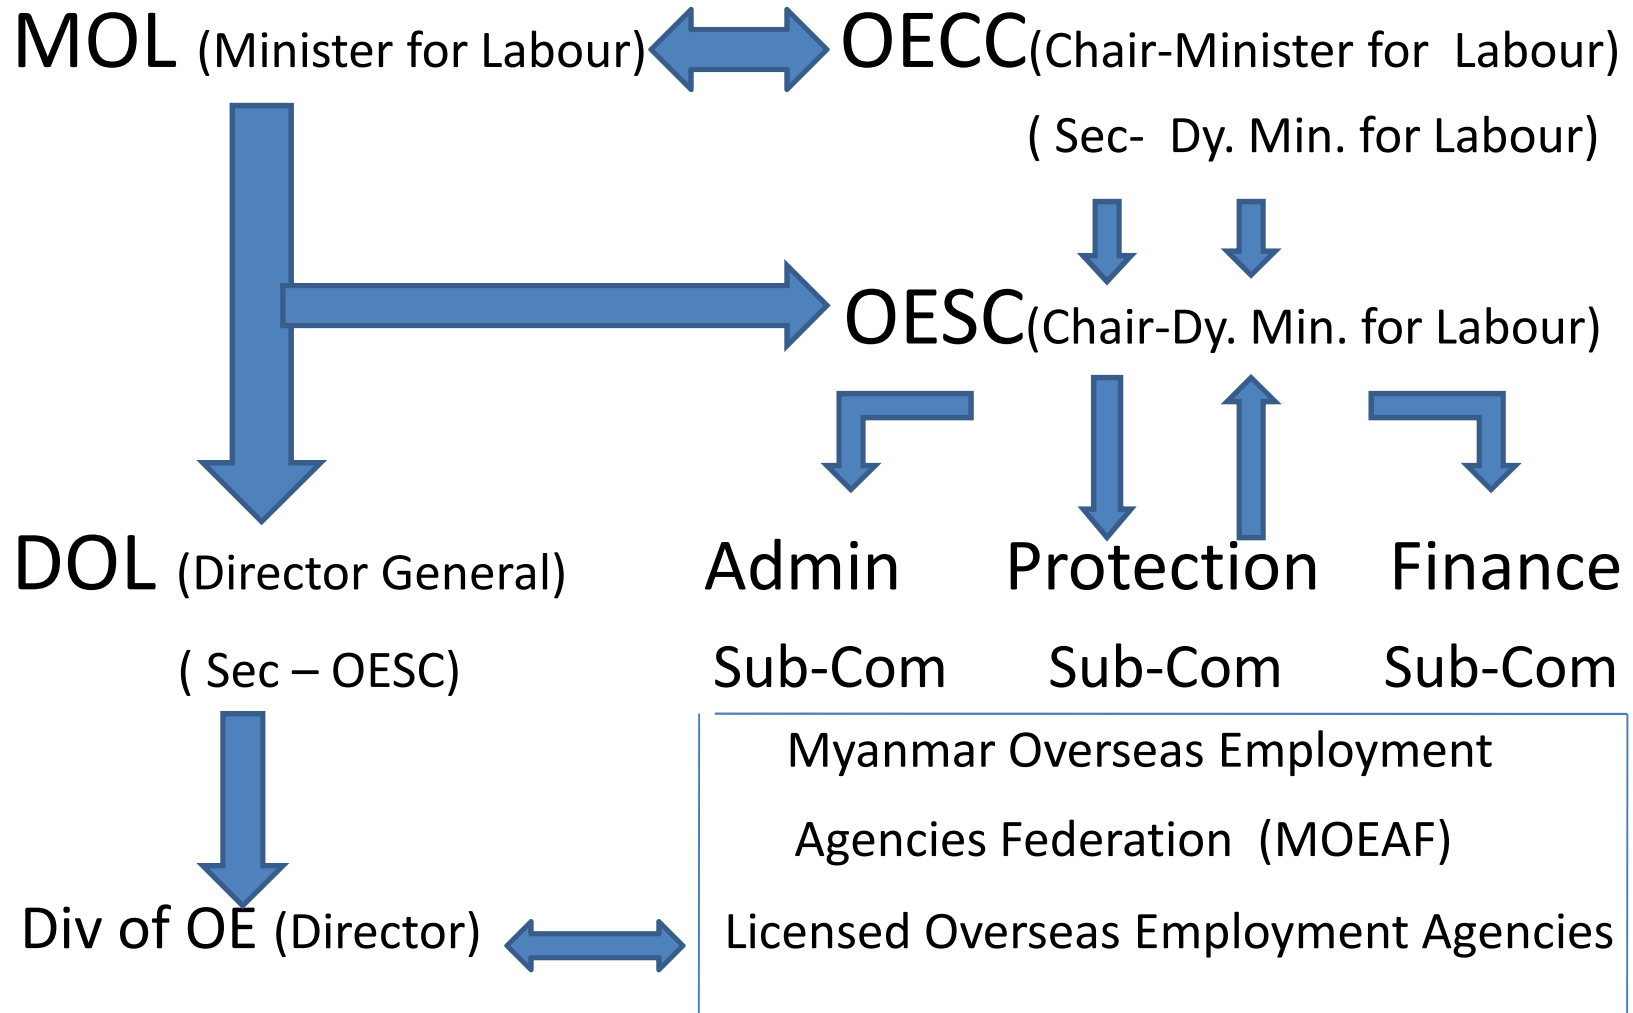 MOL (Minister for Labour) OECC(Chair-Minister for Labour)
( Sec- Dy. Min. for Labour)
OESC(Chair-Dy. Min. for Labour)
DOL (Director General) Admin Protection Finance
( Sec – OESC) Sub-Com Sub-Com Sub-Com
Myanmar Overseas Employment
Agencies Federation (MOEAF)
Div of OE (Director) Licensed Overseas Employment Agencies